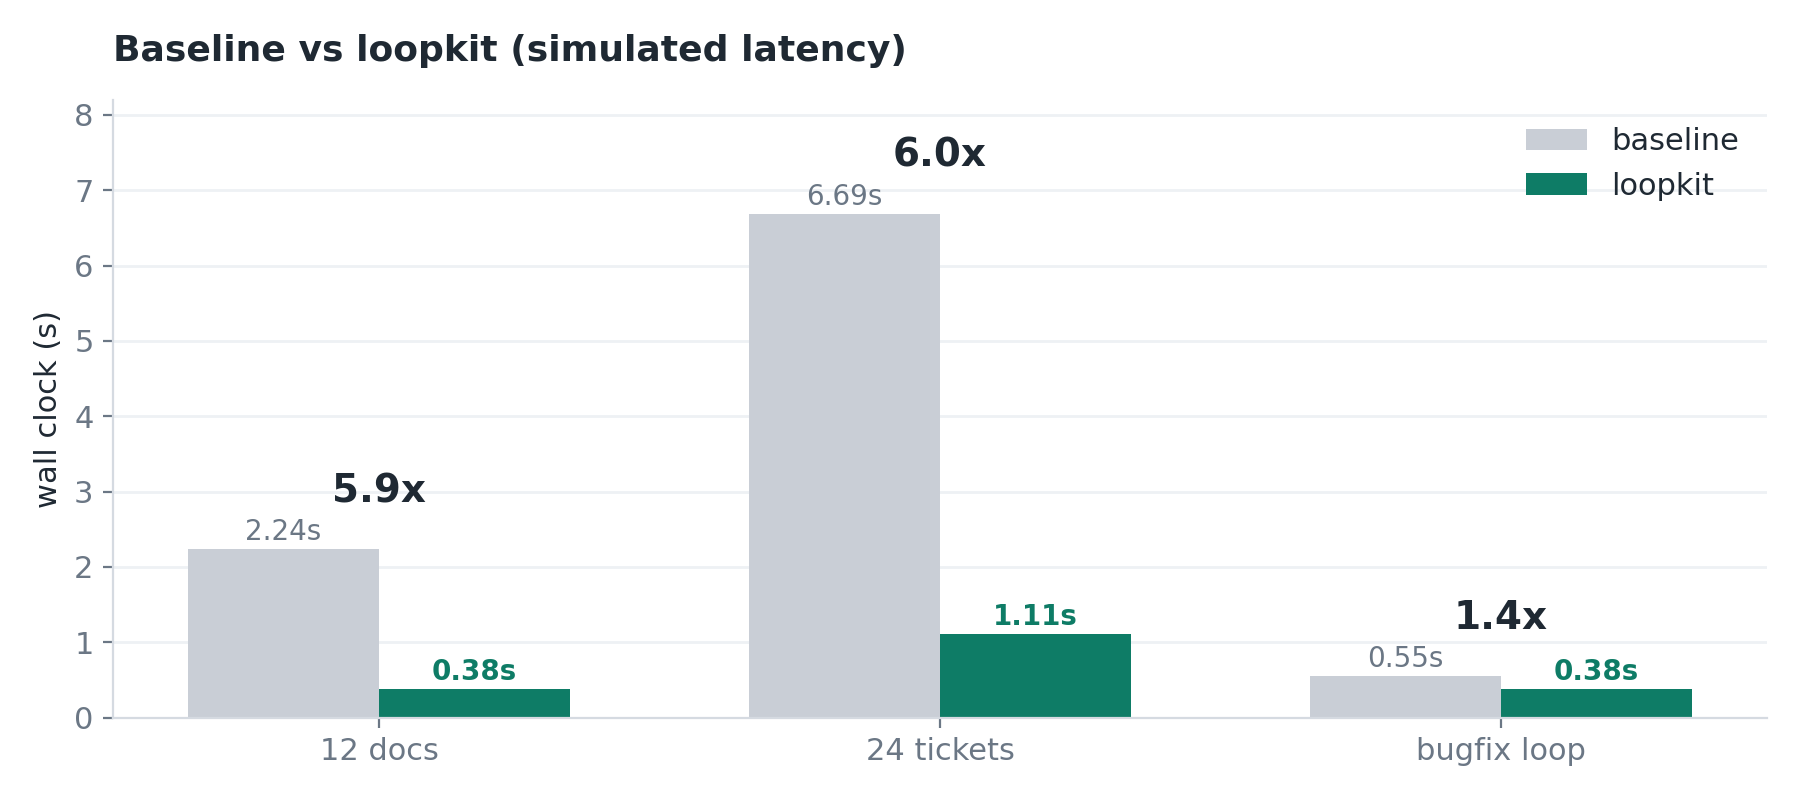 Baseline vs loopkit (simulated latency)
8
7
6
5
4
3
2
1
0
wall clock (s)
baseline
loopkit
5.9x
2.24s
0.38s
6.0x
6.69s
1.11s
1.4x
0.55s
0.38s
12 docs
24 tickets
bugfix loop